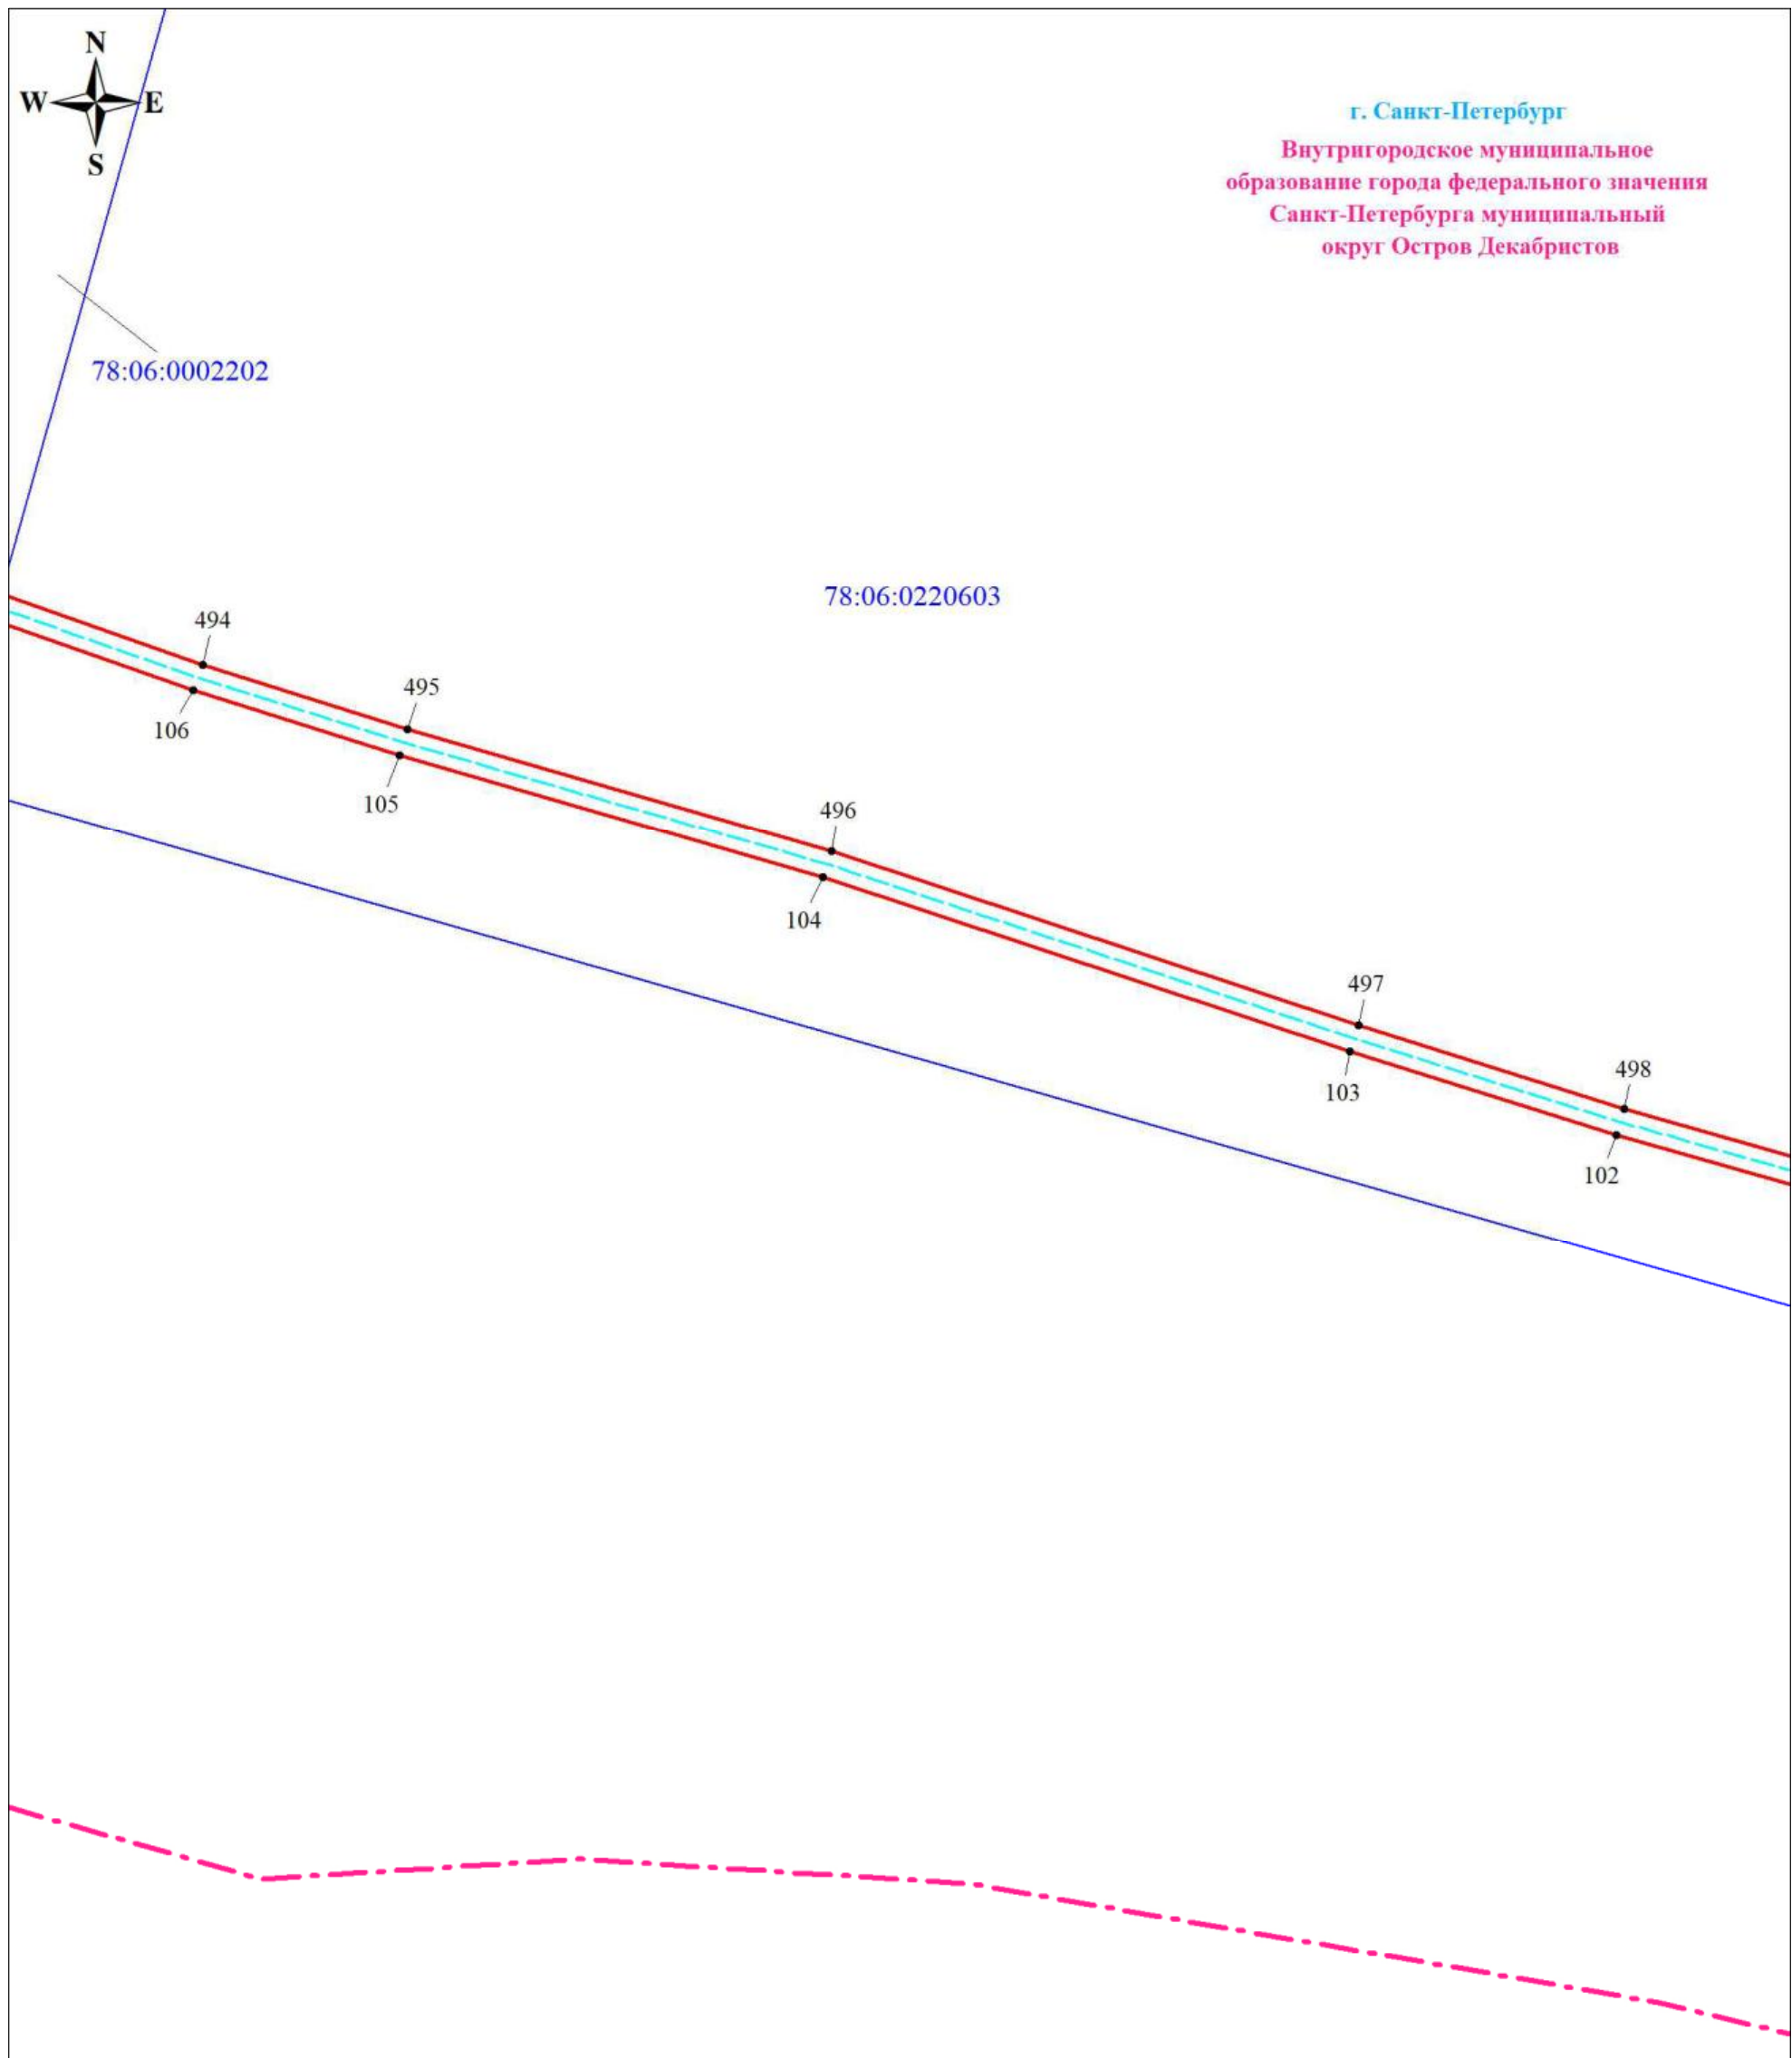 N
W E
S
г. Санкт-Петербург
Внутригородское муниципальное
образование города федерального значения
Санкт-Петербурга муниципальный
округ Остров Декабристов
78:06:0002202
78:06:0220603
494
495
106
105
496
104
497
498
103
102